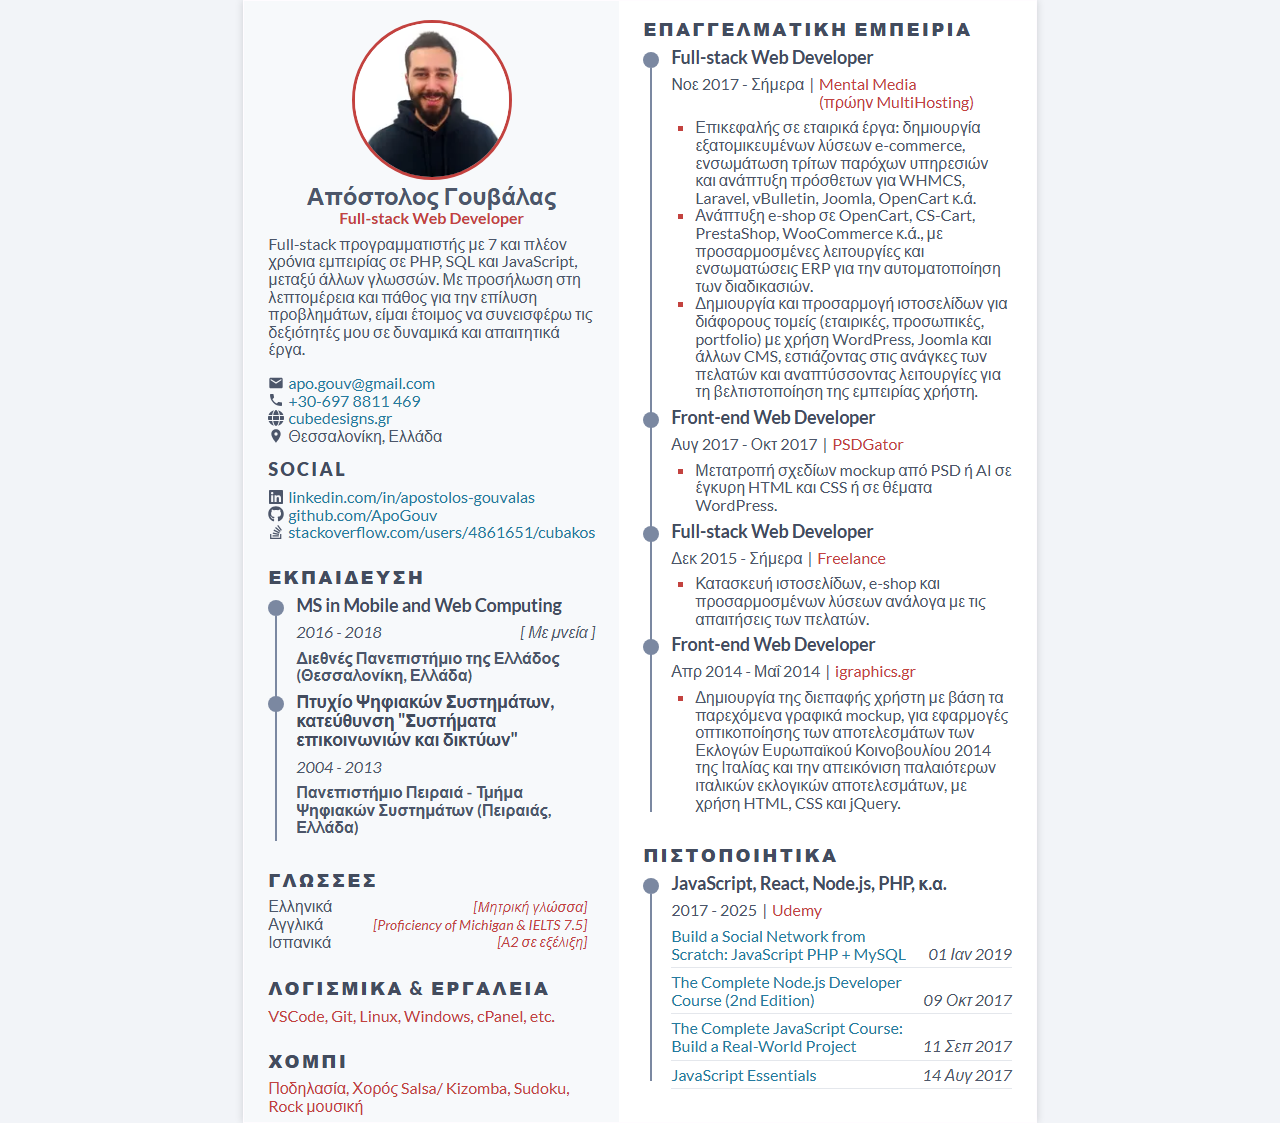 Απόστολος Γουβάλας
Full-stack Web Developer
Full-stack προγραμματιστής με 7 και πλέον
χρόνια εμπειρίας σε PHP, SQL και JavaScript,
μεταξύ άλλων γλωσσών. Με προσήλωση στη
λεπτομέρεια και πάθος για την επίλυση
προβλημάτων, είμαι έτοιμος να συνεισφέρω τις
δεξιότητές μου σε δυναμικά και απαιτητικά
έργα.
apo.gouv@gmail.com
+30-697 8811 469
cubedesigns.gr
Θεσσαλονίκη, Ελλάδα
SOCIAL
linkedin.com/in/apostolos-gouvalas
github.com/ApoGouv
stackoverflow.com/users/4861651/cubakos
ΕΚΠΑΙΔΕΥΣΗ
MS in Mobile and Web Computing
2016 - 2018 [ Με μνεία ]
Διεθνές Πανεπιστήμιο της Ελλάδος
(Θεσσαλονίκη, Ελλάδα)
Πτυχίο Ψηφιακών Συστημάτων,
κατεύθυνση "Συστήματα
επικοινωνιών και δικτύων"
2004 - 2013
Πανεπιστήμιο Πειραιά - Τμήμα
Ψηφιακών Συστημάτων (Πειραιάς,
Ελλάδα)
ΓΛΩΣΣΕΣ
Ελληνικά [Μητρική γλώσσα]
Αγγλικά [Proficiency of Michigan & IELTS 7.5]
Ισπανικά [Α2 σε εξέλιξη]
ΛΟΓΙΣΜΙΚΑ & ΕΡΓΑΛΕΙΑ
VSCode, Git, Linux, Windows, cPanel, etc.
ΧΟΜΠΙ
Ποδηλασία, Χορός Salsa/ Kizomba, Sudoku,
Rock μουσική
ΕΠΑΓΓΕΛΜΑΤΙΚΗ ΕΜΠΕΙΡΙΑ
Full-stack Web Developer
Νοε 2017 - Σήμερα | Mental Media
(πρώην MultiHosting)
Επικεφαλής σε εταιρικά έργα: δημιουργία
εξατομικευμένων λύσεων e-commerce,
ενσωμάτωση τρίτων παρόχων υπηρεσιών
και ανάπτυξη πρόσθετων για WHMCS,
Laravel, vBulletin, Joomla, OpenCart κ.ά.
Ανάπτυξη e-shop σε OpenCart, CS-Cart,
PrestaShop, WooCommerce κ.ά., με
προσαρμοσμένες λειτουργίες και
ενσωματώσεις ERP για την αυτοματοποίηση
των διαδικασιών.
Δημιουργία και προσαρμογή ιστοσελίδων για
διάφορους τομείς (εταιρικές, προσωπικές,
portfolio) με χρήση WordPress, Joomla και
άλλων CMS, εστιάζοντας στις ανάγκες των
πελατών και αναπτύσσοντας λειτουργίες για
τη βελτιστοποίηση της εμπειρίας χρήστη.
Front-end Web Developer
Αυγ 2017 - Οκτ 2017 | PSDGator
Μετατροπή σχεδίων mockup από PSD ή AI σε
έγκυρη HTML και CSS ή σε θέματα
WordPress.
Full-stack Web Developer
Δεκ 2015 - Σήμερα | Freelance
Κατασκευή ιστοσελίδων, e-shop και
προσαρμοσμένων λύσεων ανάλογα με τις
απαιτήσεις των πελατών.
Front-end Web Developer
Απρ 2014 - Μαΐ 2014 | igraphics.gr
Δημιουργία της διεπαφής χρήστη με βάση τα
παρεχόμενα γραφικά mockup, για εφαρμογές
οπτικοποίησης των αποτελεσμάτων των
Εκλογών Ευρωπαϊκού Κοινοβουλίου 2014
της Ιταλίας και την απεικόνιση παλαιότερων
ιταλικών εκλογικών αποτελεσμάτων, με
χρήση HTML, CSS και jQuery.
ΠΙΣΤΟΠΟΙΗΤΙΚΑ
JavaScript, React, Node.js, PHP, κ.α.
2017 - 2025 | Udemy
Build a Social Network from
Scratch: JavaScript PHP + MySQL 01 Ιαν 2019
The Complete Node.js Developer
Course (2nd Edition) 09 Οκτ 2017
The Complete JavaScript Course:
Build a Real-World Project 11 Σεπ 2017
JavaScript Essentials 14 Αυγ 2017